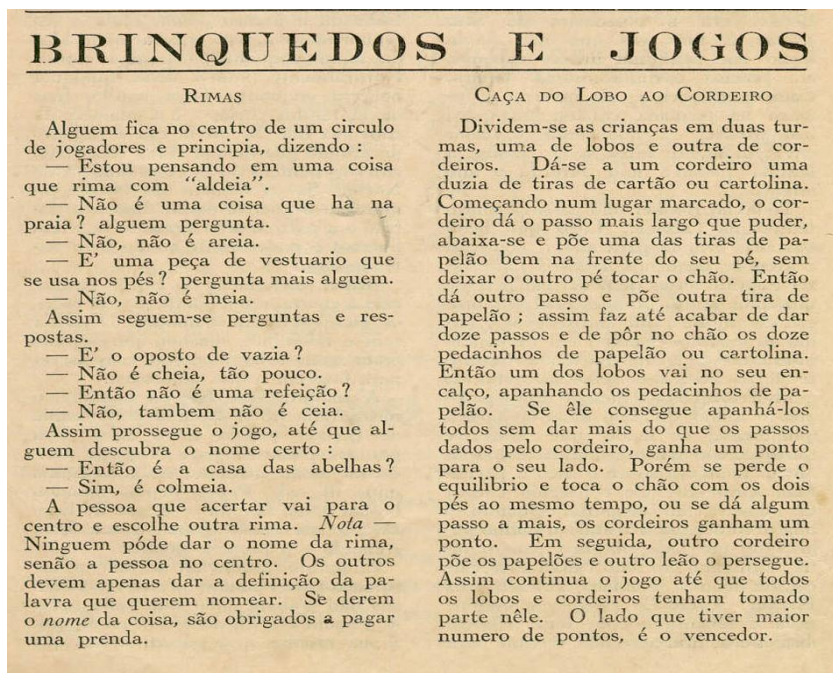 BRINQUEDOS E JOGOS
RIMAS
Alguem fica no centro de um circulo
de jogadores e principia, dizendo :
— Estou pensando em uma coisa
que rima com “aldeia”.
— Não é uma coisa que ha na
praia ? alguem pergunta.
— Não, não é areia.
— E’ uma peça de vestuario que
se usa nos pés ? pergunta mais alguem.
— Não, não é meia.
Assim seguem-se perguntas e res-
postas.
— E’ o oposto de vazia ?
— Não é cheia, tão pouco.
— Então não é uma refeição ?
— Não, tambem não é ceia.
Assim prossegue o jogo, até que al-
guem descubra o nome certo :
— Então é a casa das abelhas ?
— Sim, é colmeia.
A pessoa que acertar vai para o
centro e escolhe outra rima. Nota —
Ninguem póde dar o nome da rima,
senão a pessoa no centro. Os outros
devem apenas dar a definição da pa-
lavra que querem nomear. Se derem
o nome da coisa, são obrigados a pagar
uma prenda.
CAÇA DO LOBO AO CORDEIRO
Dividem-se as crianças em duas tur-
mas, uma de lobos e outra de cor-
deiros. Dá-se a um cordeiro uma
duzia de tiras de cartão ou cartolina.
Começando num lugar marcado, o cor-
deiro dá o passo mais largo que puder,
abaixa-se e põe uma das tiras de pa-
pelão bem na frente do seu pé, sem
deixar o outro pé tocar o chão. Então
dá outro passo e põe outra tira de
papelão ; assim faz até acabar de dar
doze passos e de pôr no chão os doze
pedacinhos de papelão ou cartolina.
Então um dos lobos vai no seu en-
calço, apanhando os pedacinhos de pa-
pelão. Se êle consegue apanhá-los
todos sem dar mais do que os passos
dados pelo cordeiro, ganha um ponto
para o seu lado. Porém se perde o
equilibrio e toca o chão com os dois
pés ao mesmo tempo, ou se dá algum
passo a mais, os cordeiros ganham um
ponto. Em seguida, outro cordeiro
põe os papelões e outro leão o persegue.
Assim continua o jogo até que todos
os lobos e cordeiros tenham tomado
parte nêle. O lado que tiver maior
numero de pontos, é o vencedor.